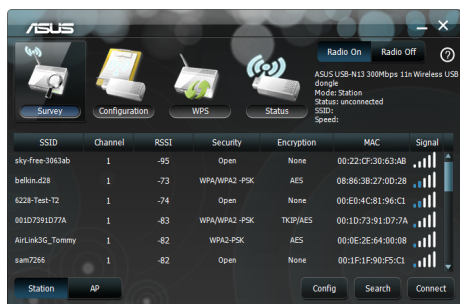 ASUS
Radio On Radio Off
ASUS USB-N13 300Mbps 11n Wireless USB
dongle
Mode: Station
Status: unconnected
SSID:
Speed:
Survey Configuration WPS Status
SSID Channel RSSI Security Encryption MAC Signal
sky-free-3063ab 1 -95 Open None 00:22:CF:30:63:AB
belkin.d28 1 -73 WPA/WPA2 -PSK AES 08:86:3B:27:0D:28
6228-Test-T2 1 -74 Open None 00:E0:4C:81:96:C1
001D7391D77A 1 -83 WPA/WPA2 -PSK TKIP/AES 00:1D:73:91:D7:7A
AirLink3G_Tommy 1 -82 WPA2-PSK AES 00:0E:2E:64:00:08
sam7266 1 -82 Open None 00:1F:1F:90:F5:C1
Station AP Config Search Connect